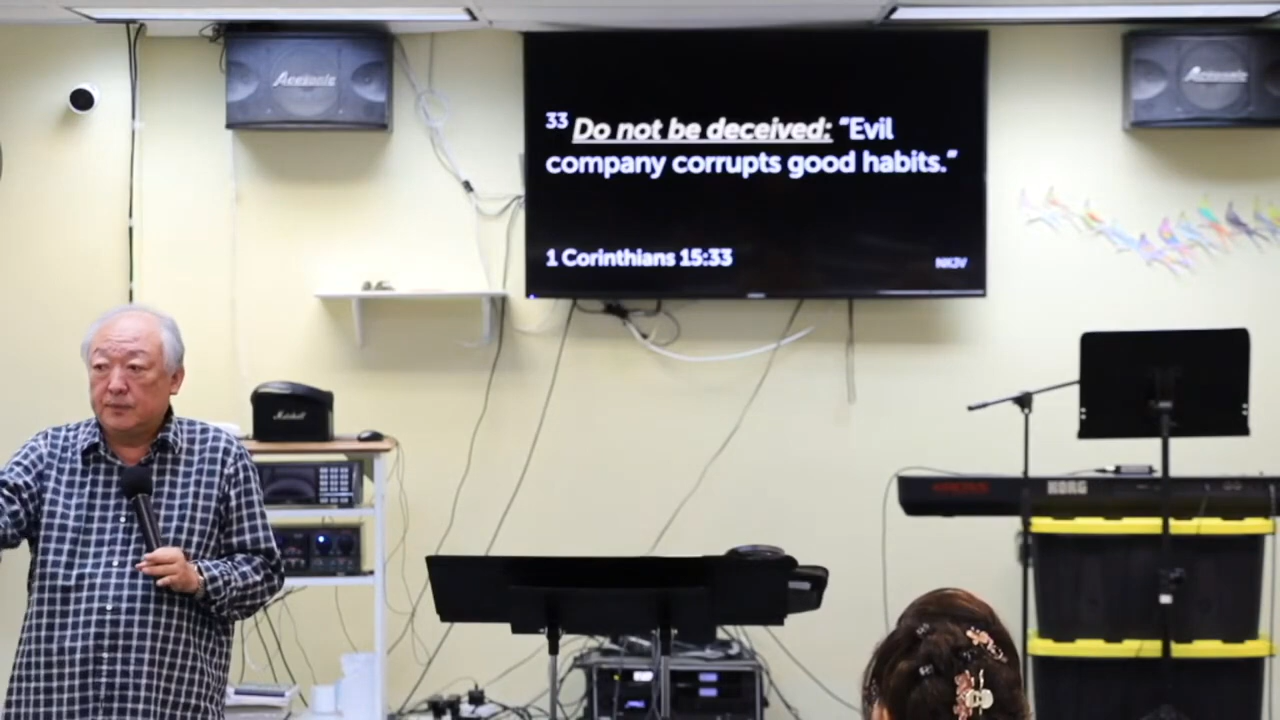 Acesonic
Acesonic
33 Do not be deceived: “Evil
company corrupts good habits.”
1 Corinthians 15:33
NKJV
Marshall
KROSS
KORG